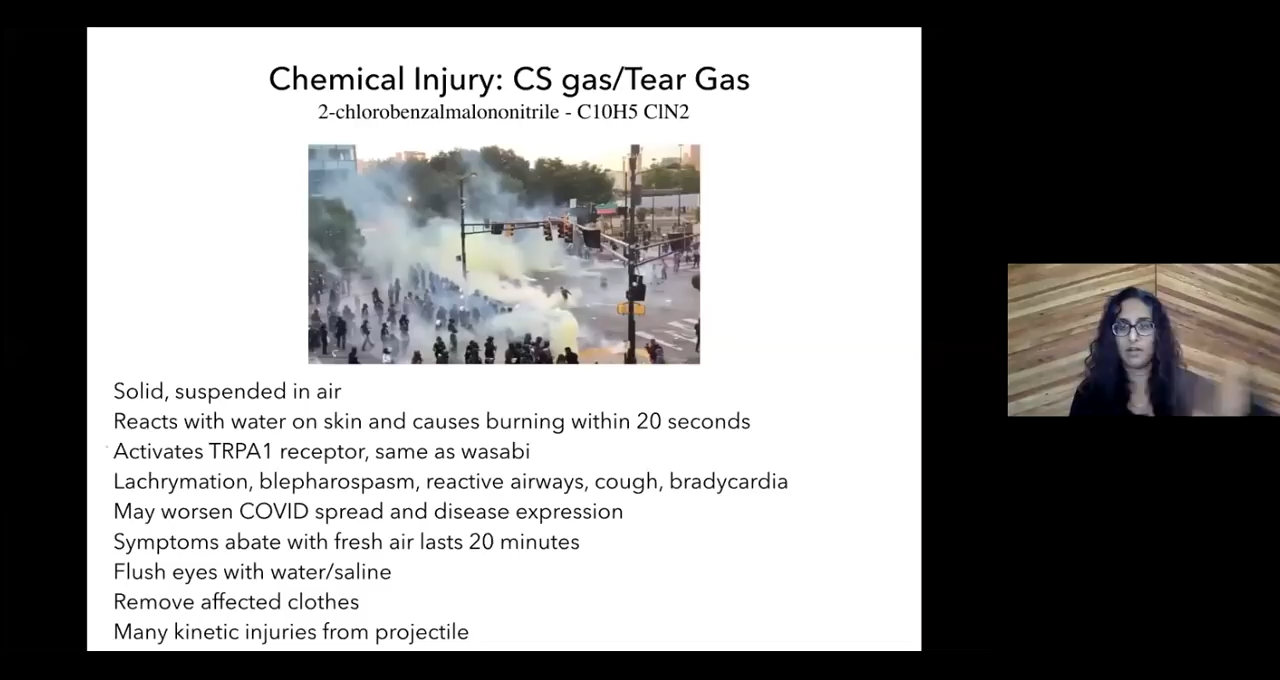 Chemical Injury: CS gas/Tear Gas
2-chlorobenzalmalononitrile - C10H5 ClN2
Solid, suspended in air
Reacts with water on skin and causes burning within 20 seconds
Activates TRPA1 receptor, same as wasabi
Lachrymation, blepharospasm, reactive airways, cough, bradycardia
May worsen COVID spread and disease expression
Symptoms abate with fresh air lasts 20 minutes
Flush eyes with water/saline
Remove affected clothes
Many kinetic injuries from projectile